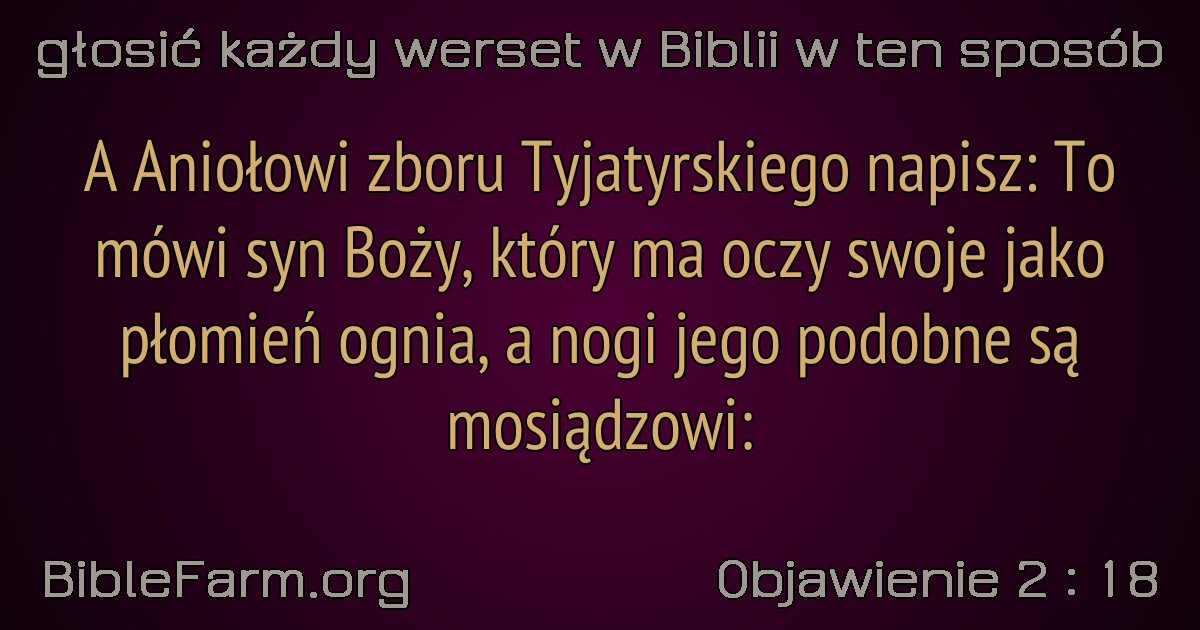 głosić każdy werset w Biblii w ten sposób
A Aniołowi zboru Tyjatyrskiego napisz: To
mówi syn Boży, który ma oczy swoje jako
płomień ognia, a nogi jego podobne są
mosiądzowi:
BibleFarm.org
Objawienie 2 : 18